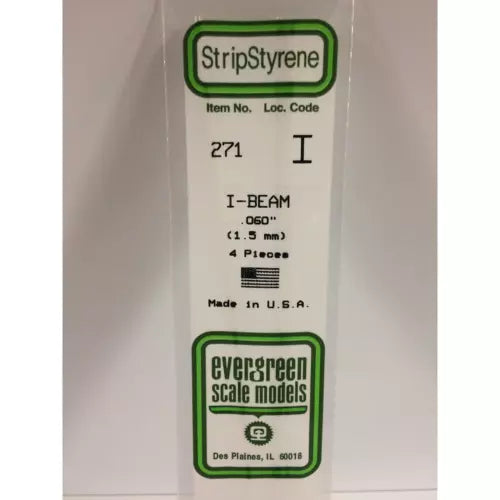 StripStyrene
Item No. Loc. Code
271 I
I-BEAM
.060"
(1.5 mm)
4 Pieces
Made in U.S.A.
evergreen
scale models
Des Plaines, IL 60018